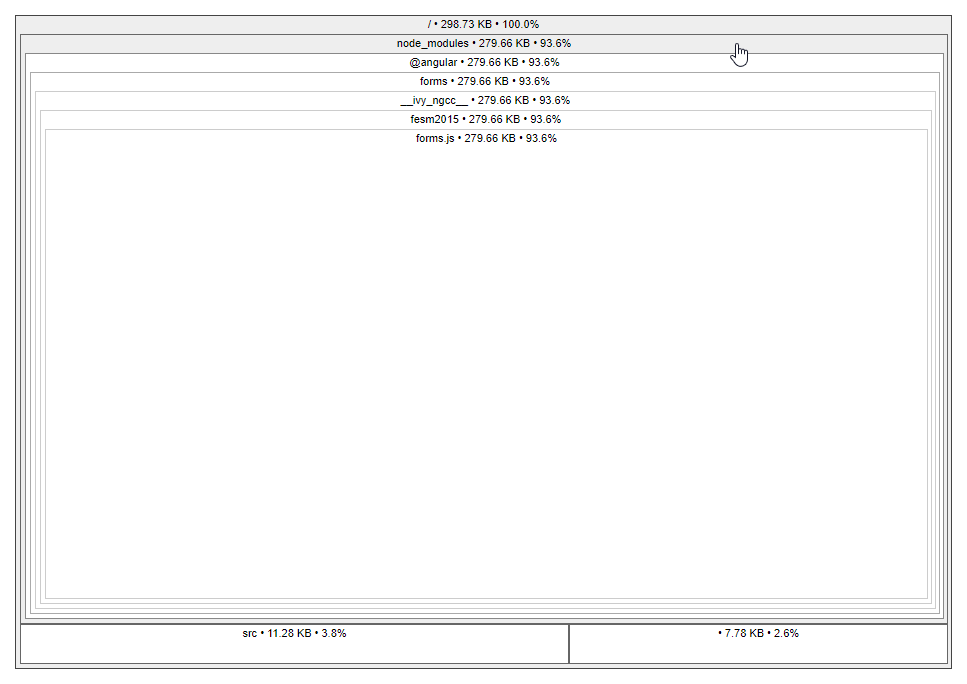 / • 298.73 KB • 100.0%
node_modules • 279.66 KB • 93.6%
@angular • 279.66 KB • 93.6%
forms • 279.66 KB • 93.6%
__ivy_ngcc__ • 279.66 KB • 93.6%
fesm2015 • 279.66 KB • 93.6%
forms.js • 279.66 KB • 93.6%
src • 11.28 KB • 3.8%
• 7.78 KB • 2.6%